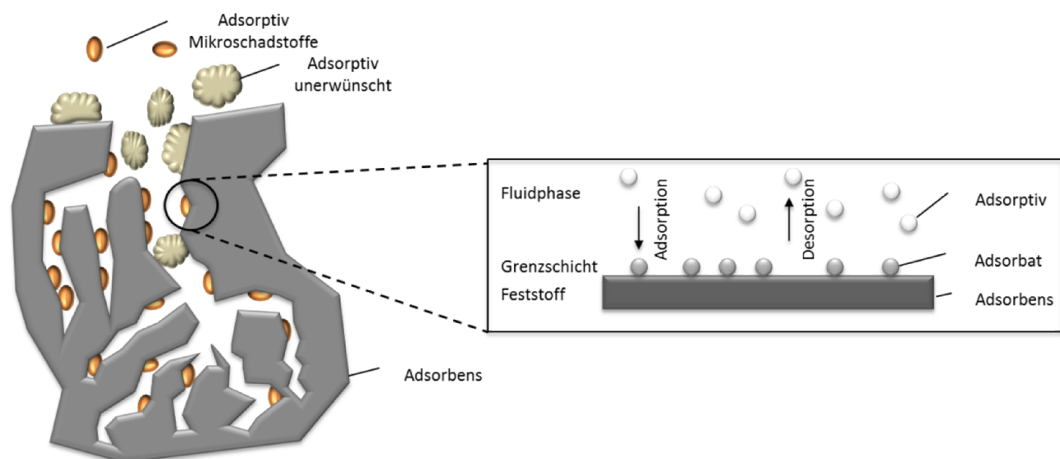 Adsorptiv
Mikroschadstoffe
Adsorptiv
unerwünscht
Adsorbens
Fluidphase
Adsorption
Desorption
Adsorptiv
Grenzschicht
Adsorbat
Feststoff
Adsorbens